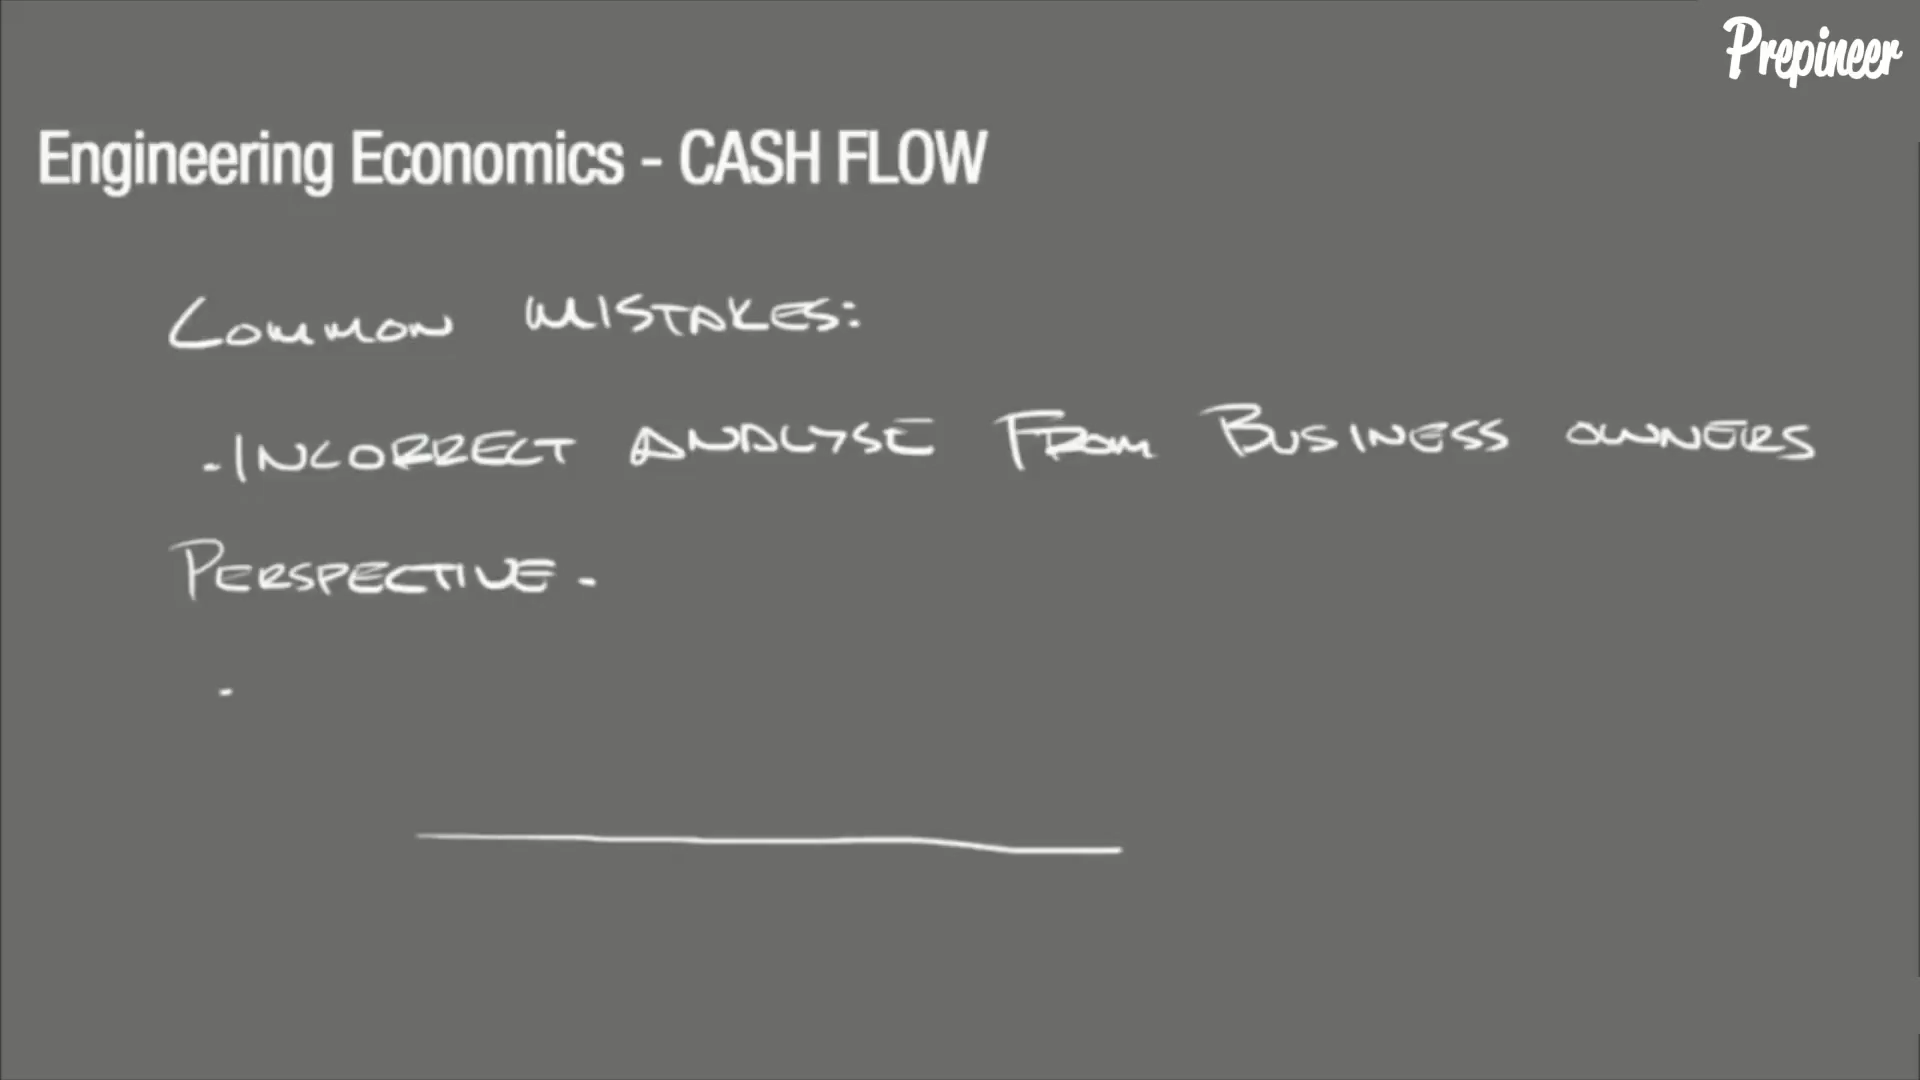 Prepineer
Engineering Economics - CASH FLOW
COMMON MISTAKES:
. INCORRECT ANALYSE FROM BUSINESS OWNERS
PERSPECTIVE.
.